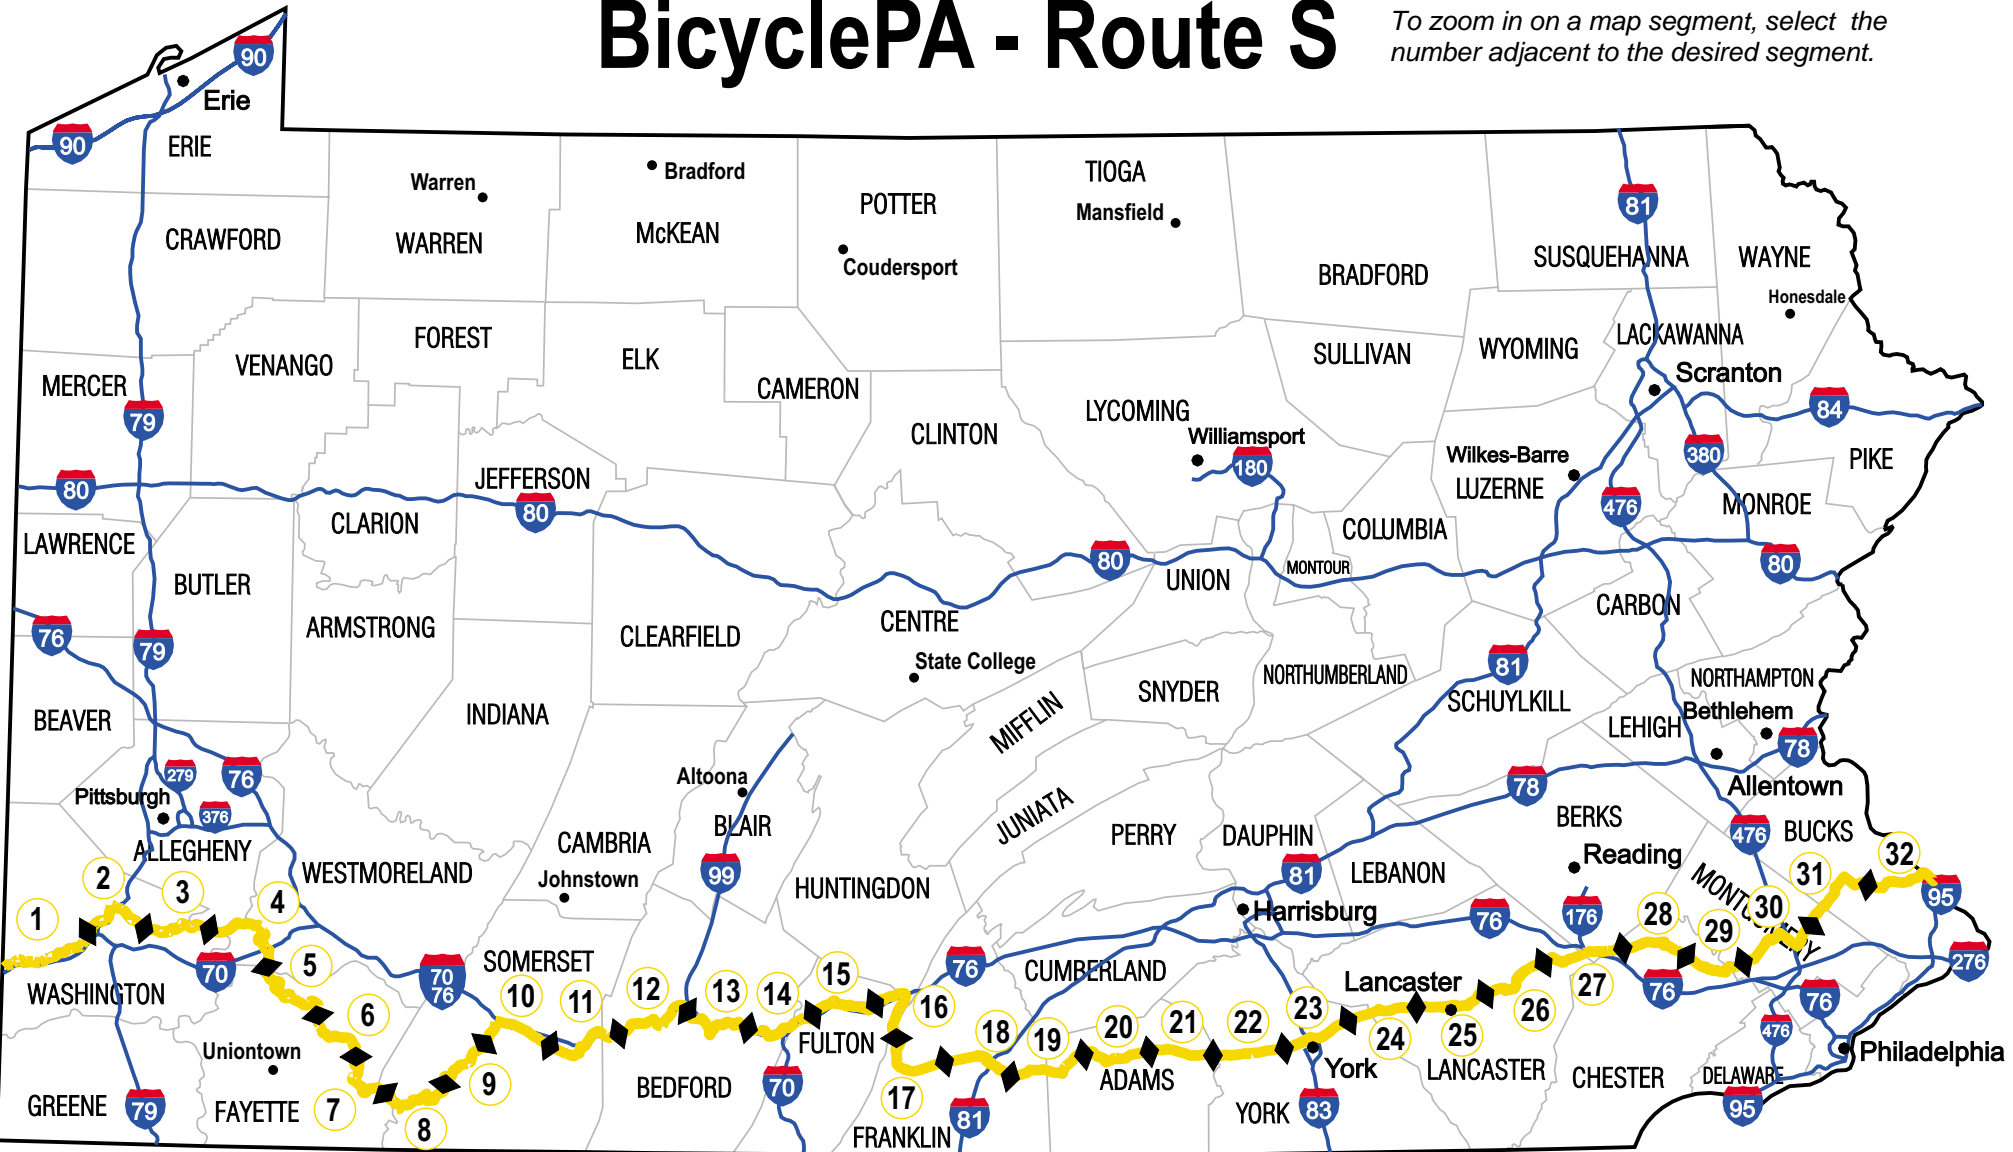 BicyclePA - Route S
To zoom in on a map segment, select the
number adjacent to the desired segment.
90
Erie
90
ERIE
Warren
Bradford
TIOGA
POTTER
Mansfield
81
CRAWFORD
WARREN
McKEAN
Coudersport
BRADFORD
SUSQUEHANNA
WAYNE
Honesdale
FOREST
LACKAWANNA
VENANGO
ELK
SULLIVAN
WYOMING
MERCER
CAMERON
Scranton
79
LYCOMING
84
CLINTON
Williamsport
Wilkes-Barre
380
PIKE
180
80
JEFFERSON
LUZERNE
476
MONROE
80
CLARION
COLUMBIA
LAWRENCE
80
80
BUTLER
UNION
MONTOUR
CARBON
76
79
ARMSTRONG
CLEARFIELD
CENTRE
State College
81
NORTHUMBERLAND
NORTHAMPTON
SNYDER
SCHUYLKILL
BEAVER
INDIANA
MIFFLIN
LEHIGH
Bethlehem
78
279
76
Altoona
78
Allentown
Pittsburgh
376
JUNIATA
BERKS
BLAIR
PERRY
DAUPHIN
476
BUCKS
ALLEGHENY
CAMBRIA
Reading
32
WESTMORELAND
99
81
LEBANON
2
3
Johnstown
HUNTINGDON
MONTGOMERY
31
95
4
1
Harrisburg
76
176
28
30
29
5
70
70
76
SOMERSET
15
76
CUMBERLAND
Lancaster
276
WASHINGTON
10
11
12
13
14
16
23
26
27
76
76
6
18
19
20
21
22
24
25
476
Uniontown
FULTON
York
Philadelphia
9
BEDFORD
70
ADAMS
LANCASTER
CHESTER
DELAWARE
GREENE
79
FAYETTE
7
8
17
81
YORK
83
95
FRANKLIN